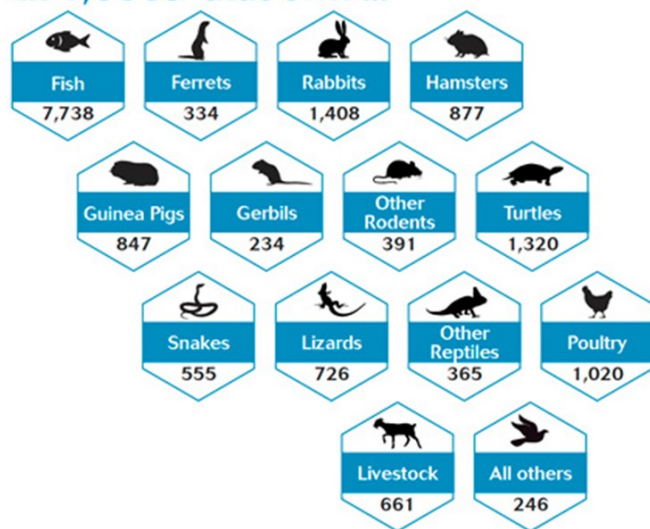 Fish
7,738
Ferrets
334
Rabbits
1,408
Hamsters
877
Guinea Pigs
847
Gerbils
234
Other
Rodents
391
Turtles
1,320
Snakes
555
Lizards
726
Other
Reptiles
365
Poultry
1,020
Livestock
661
All others
246